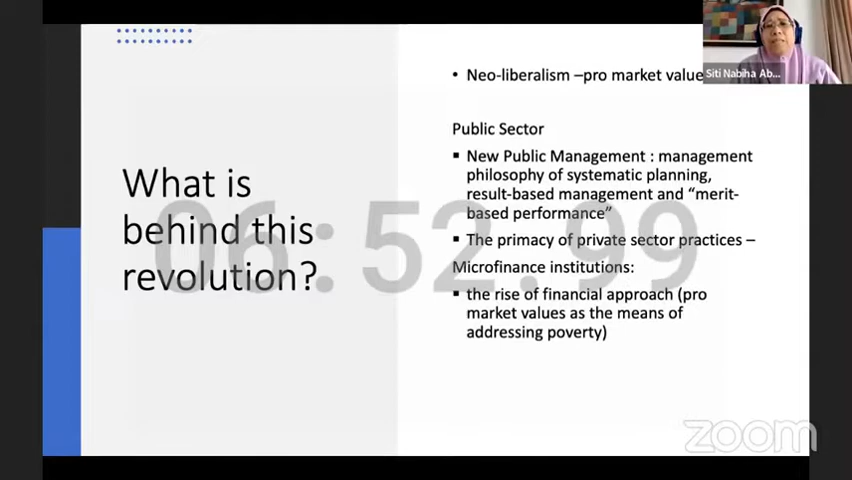 Siti Nabiha Ab...
• Neo-liberalism –pro market value
Public Sector
▪ New Public Management : management
philosophy of systematic planning,
result-based management and “merit-
based performance”
▪ The primacy of private sector practices –
Microfinance institutions:
▪ the rise of financial approach (pro
market values as the means of
addressing poverty)
What is
behind this
revolution?
06:52.99
zoom